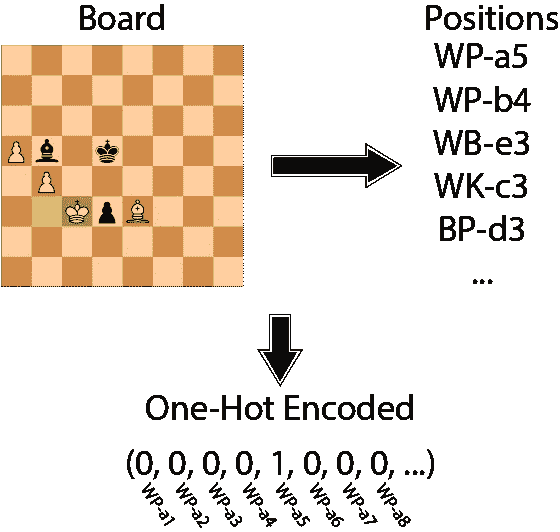 Board
Positions
WP-a5
WP-b4
WB-e3
WK-c3
BP-d3
...
One-Hot Encoded
(0, 0, 0, 0, 1, 0, 0, 0, ...)
WP-a1 WP-a2 WP-a3 WP-a4 WP-a5 WP-a6 WP-a7 WP-a8